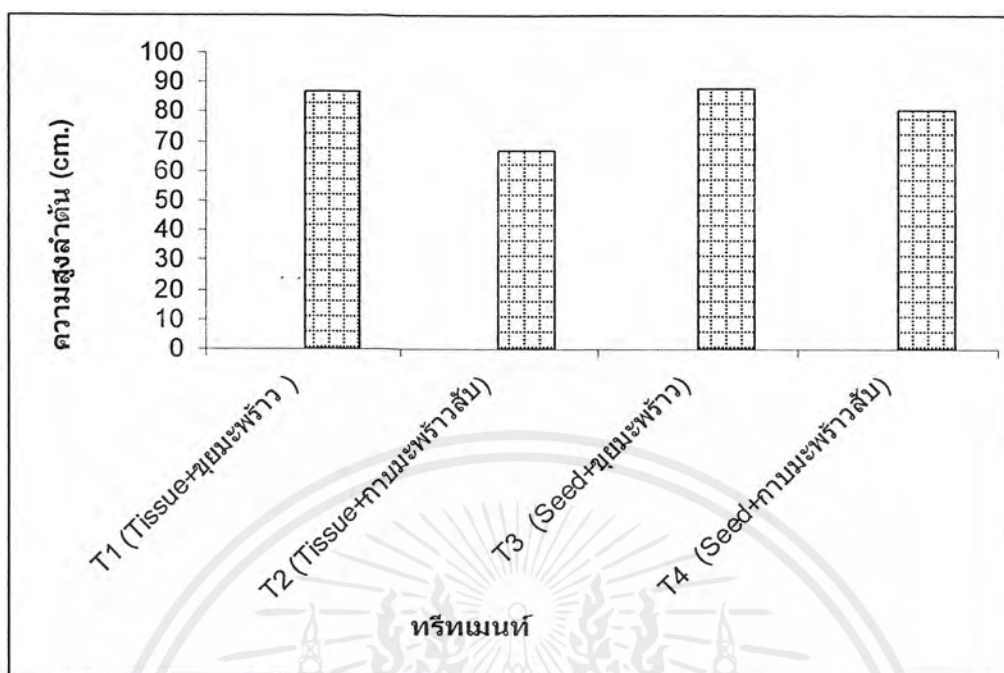 ความสูงลำต้น (cm.)
100
90
80
70
60
50
40
30
20
10
0
T1 (Tissue+ขุยมะพร้าว )
T2 (Tissue+กาบมะพร้าวสับ)
T3 (Seed+ขุยมะพร้าว)
T4 (Seed+กาบมะพร้าวสับ)
ทรีทเมนท์